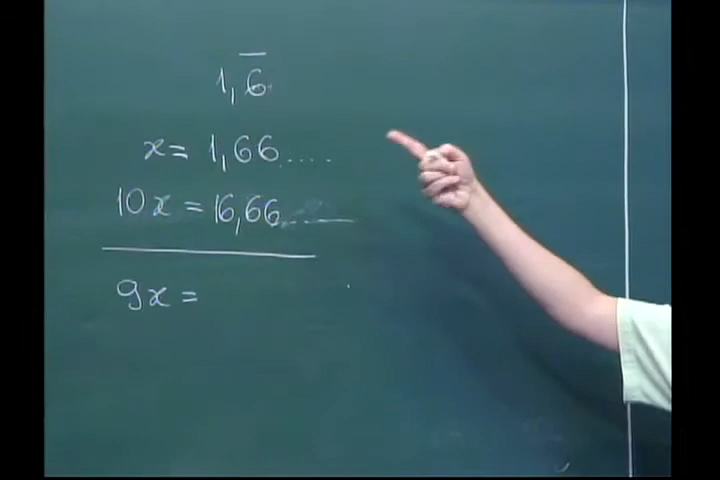 1,6̅
x = 1,66....
10x = 16,66........
9x =